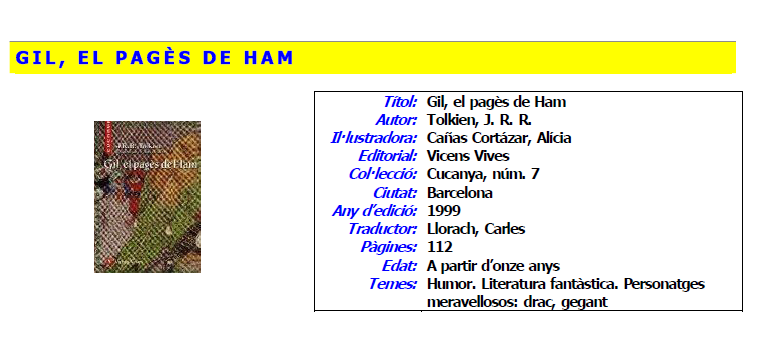 GIL, EL PAGÈS DE HAM
J.R.R. Tolkien
Gil, el pagès de Ham
Títol: Gil, el pagès de Ham
Autor: Tolkien, J. R. R.
Il·lustradora: Cañas Cortázar, Alícia
Editorial: Vicens Vives
Col·lecció: Cucanya, núm. 7
Ciutat: Barcelona
Any d’edició: 1999
Traductor: Llorach, Carles
Pàgines: 112
Edat: A partir d’onze anys
Temes: Humor. Literatura fantàstica. Personatges
meravellosos: drac, gegant